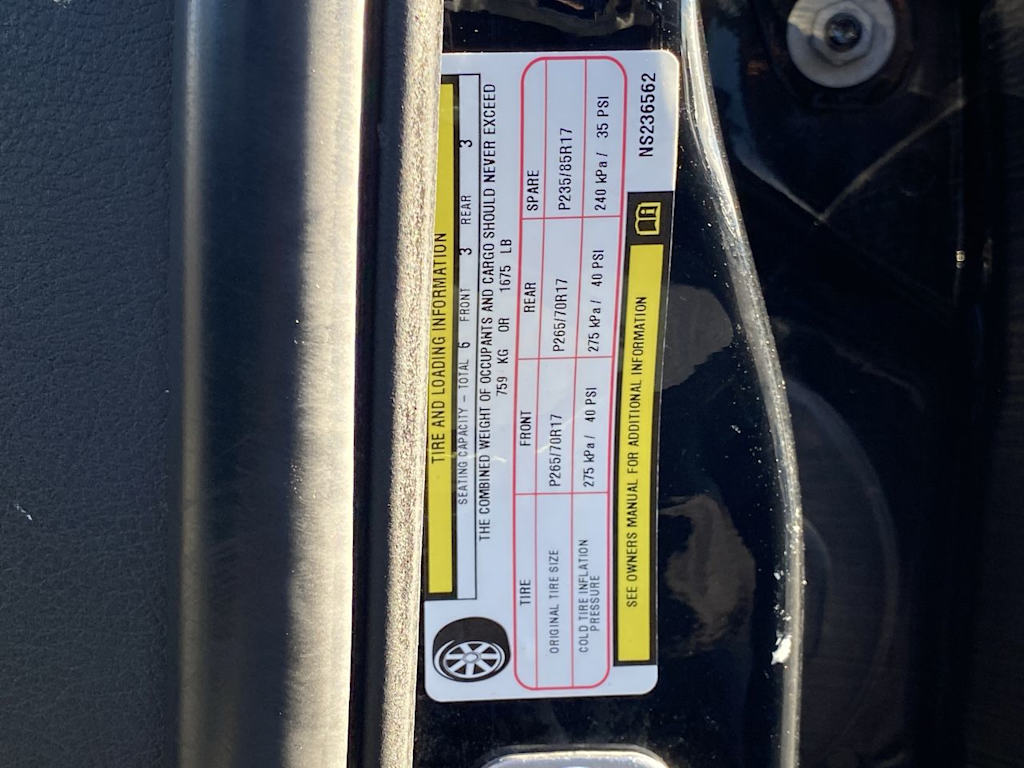 TIRE AND LOADING INFORMATION
SEATING CAPACITY – TOTAL 6 FRONT 3 REAR 3
THE COMBINED WEIGHT OF OCCUPANTS AND CARGO SHOULD NEVER EXCEED
759 KG OR 1675 LB
TIRE FRONT REAR SPARE
ORIGINAL TIRE SIZE P265/70R17 P265/70R17 P235/85R17
COLD TIRE INFLATION PRESSURE 275 kPa / 40 PSI 275 kPa / 40 PSI 240 kPa / 35 PSI
SEE OWNERS MANUAL FOR ADDITIONAL INFORMATION
NS236562